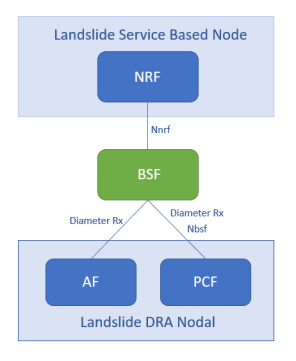 Landslide Service Based Node
NRF
Nnrf
BSF
Diameter Rx
Diameter Rx
Nbsf
AF
PCF
Landslide DRA Nodal